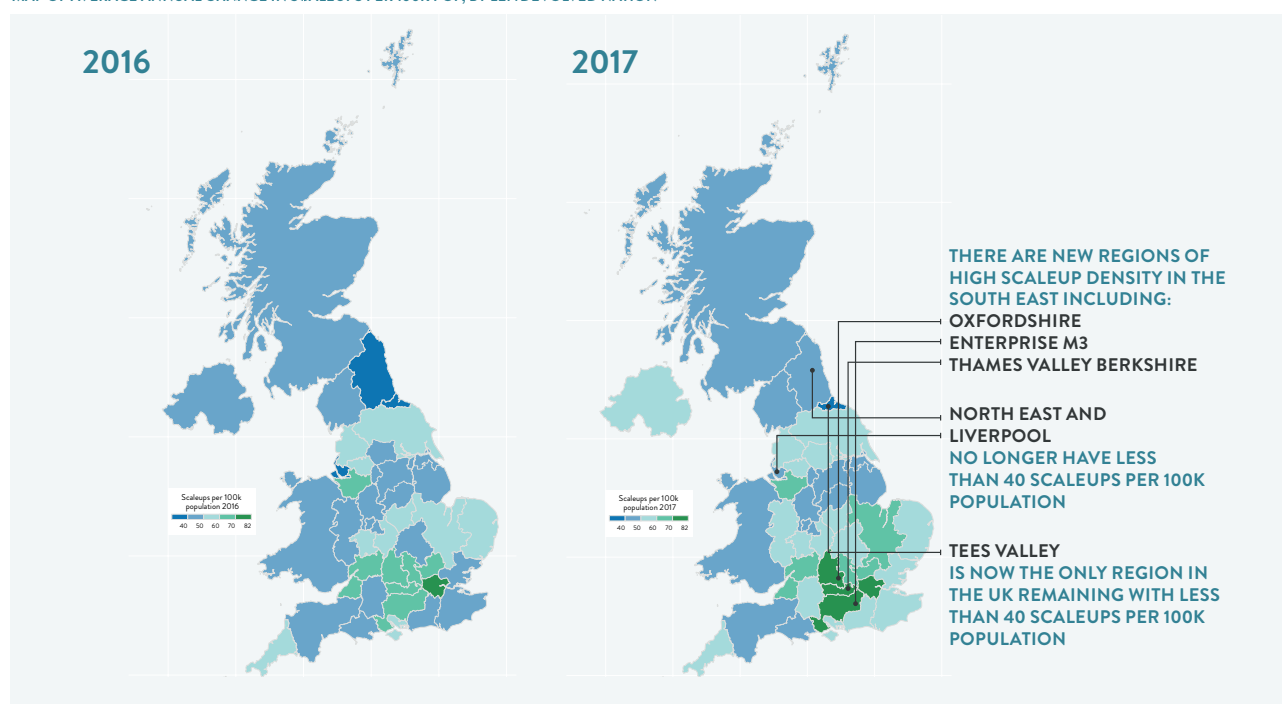 2016
2017
THERE ARE NEW REGIONS OF
HIGH SCALEUP DENSITY IN THE
SOUTH EAST INCLUDING:
OXFORDSHIRE
ENTERPRISE M3
THAMES VALLEY BERKSHIRE
NORTH EAST AND
LIVERPOOL
NO LONGER HAVE LESS
THAN 40 SCALEUPS PER 100K
POPULATION
Scaleups per 100k
population 2016
40 50 60 70 82
Scaleups per 100k
population 2017
40 50 60 70 82
TEES VALLEY
IS NOW THE ONLY REGION IN
THE UK REMAINING WITH LESS
THAN 40 SCALEUPS PER 100K
POPULATION